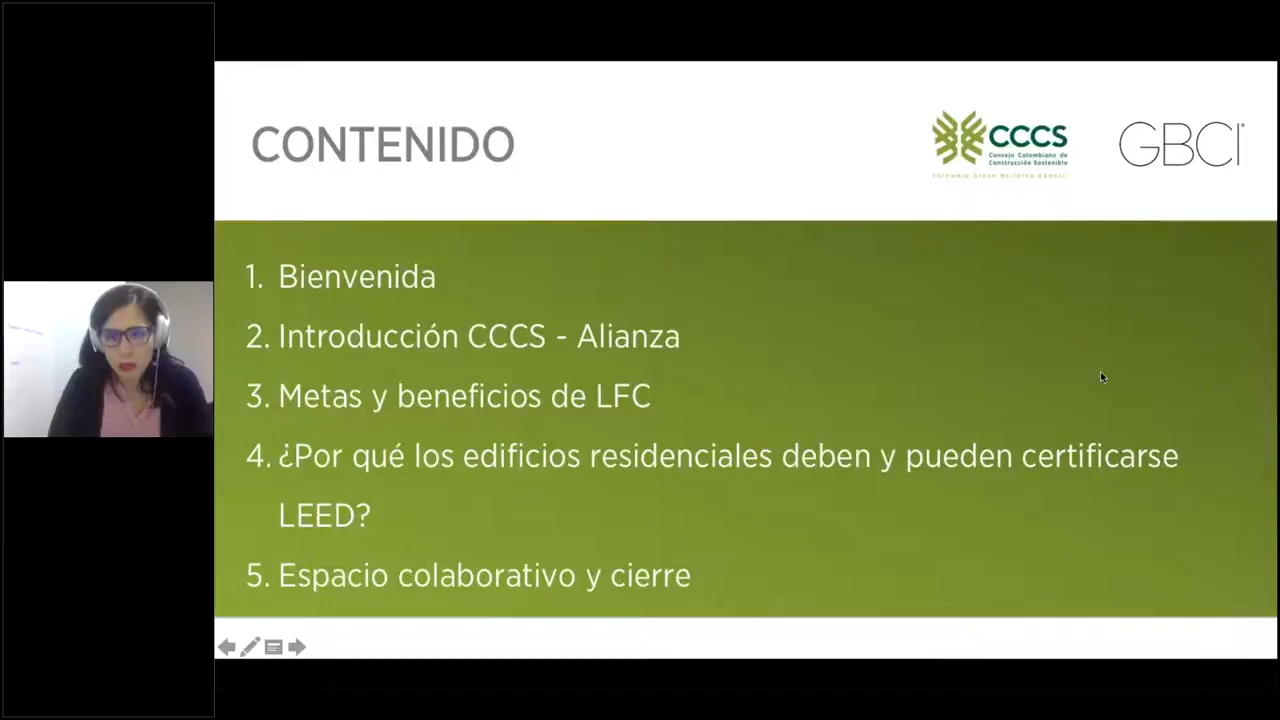 CONTENIDO
CCCS
Consejo Colombiano de
Construcción Sostenible
Colombia Green Building Council
GBCI
1. Bienvenida
2. Introducción CCCS - Alianza
3. Metas y beneficios de LFC
4. ¿Por qué los edificios residenciales deben y pueden certificarse
LEED?
5. Espacio colaborativo y cierre